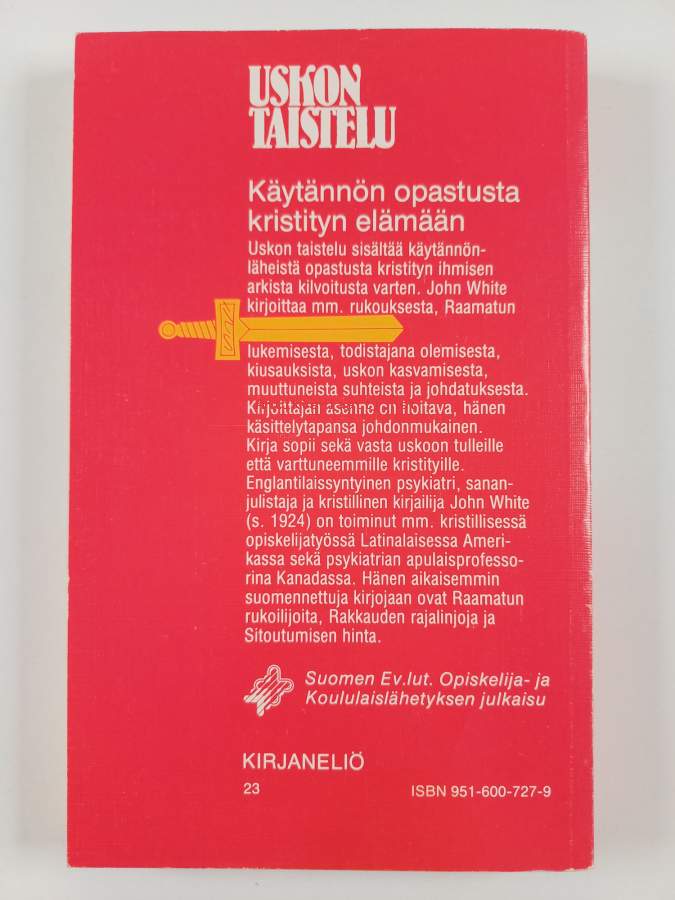 USKON
TAISTELU
Käytännön opastusta
kristityn elämään
Uskon taistelu sisältää käytännön-
läheistä opastusta kristityn ihmisen
arkista kilvoitusta varten. John White
kirjoittaa mm. rukouksesta, Raamatun
lukemisesta, todistajana olemisesta,
kiusauksista, uskon kasvamisesta,
muuttuneista suhteista ja johdatuksesta.
Kirjoittajan asenne on hoitava, hänen
käsittelytapansa johdonmukainen.
Kirja sopii sekä vasta uskoon tulleille
että varttuneemmille kristityille.
Englantilaissyntyinen psykiatri, sanan-
julistaja ja kristillinen kirjailija John White
(s. 1924) on toiminut mm. kristillisessä
opiskelijatyössä Latinalaisessa Ameri-
kassa sekä psykiatrian apulaisprofesso-
rina Kanadassa. Hänen aikaisemmin
suomennettuja kirjojaan ovat Raamatun
rukoilijoita, Rakkauden rajalinjoja ja
Sitoutumisen hinta.
Suomen Ev.lut. Opiskelija- ja
Koululaislähetyksen julkaisu
KIRJANELIÖ
23
ISBN 951-600-727-9